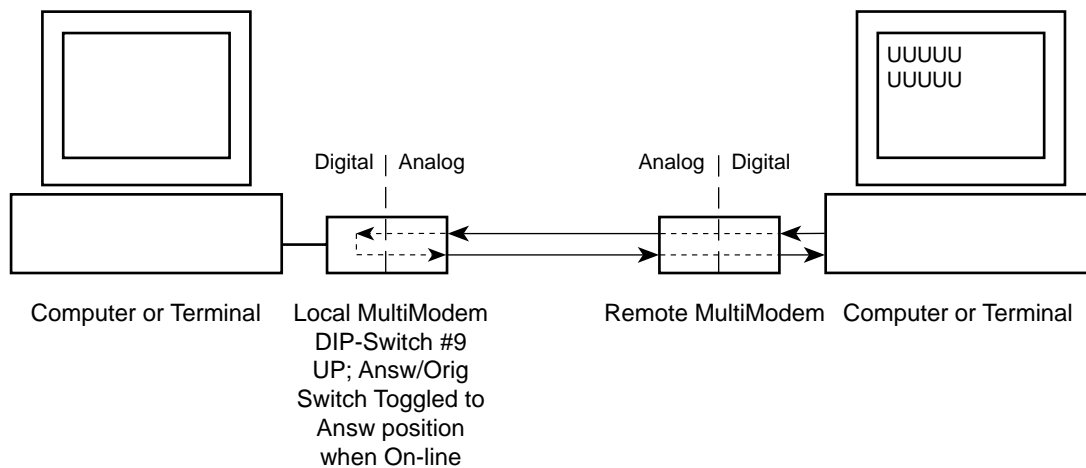 UUUUU
UUUUU
Digital | Analog
Analog | Digital
Computer or Terminal
Local MultiModem
DIP-Switch #9
UP; Answ/Orig
Switch Toggled to
Answ position
when On-line
Remote MultiModem
Computer or Terminal